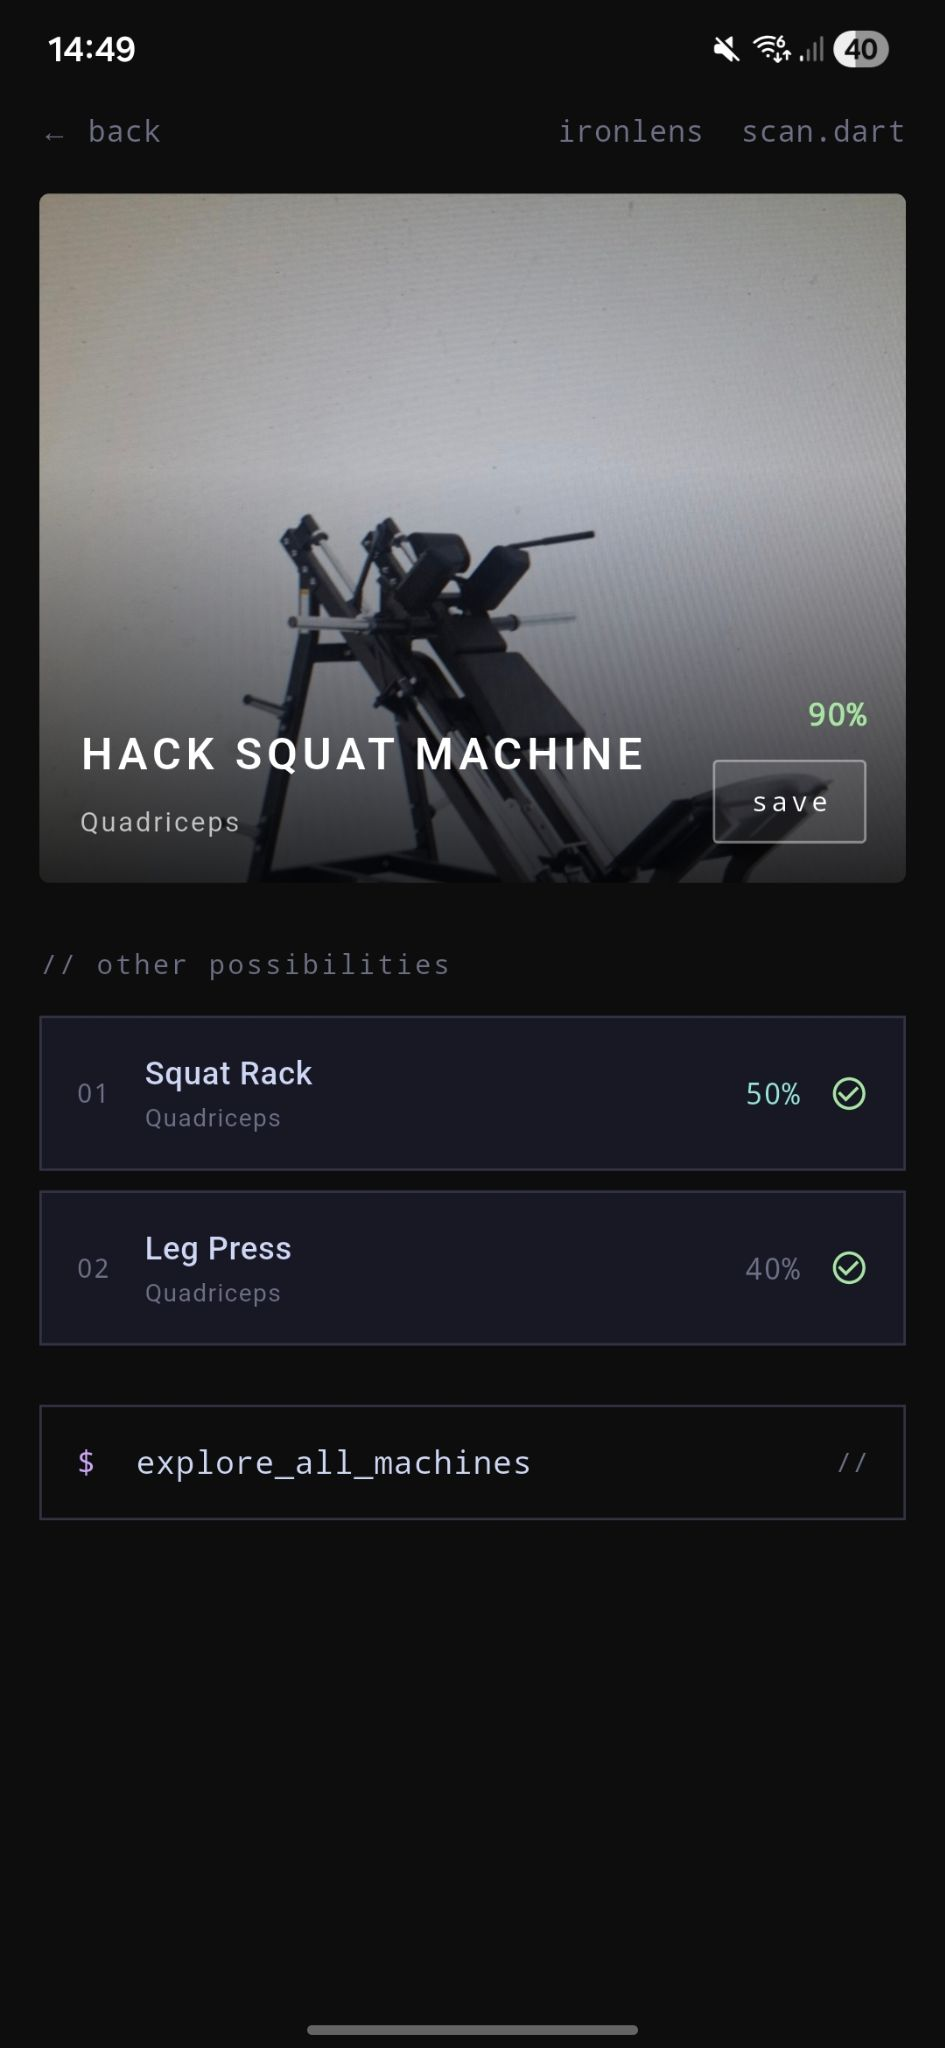 14:49
6
40
← back
ironlens scan.dart
90%
HACK SQUAT MACHINE
save
Quadriceps
// other possibilities
01
Squat Rack
Quadriceps
50%
02
Leg Press
Quadriceps
40%
$ explore_all_machines //